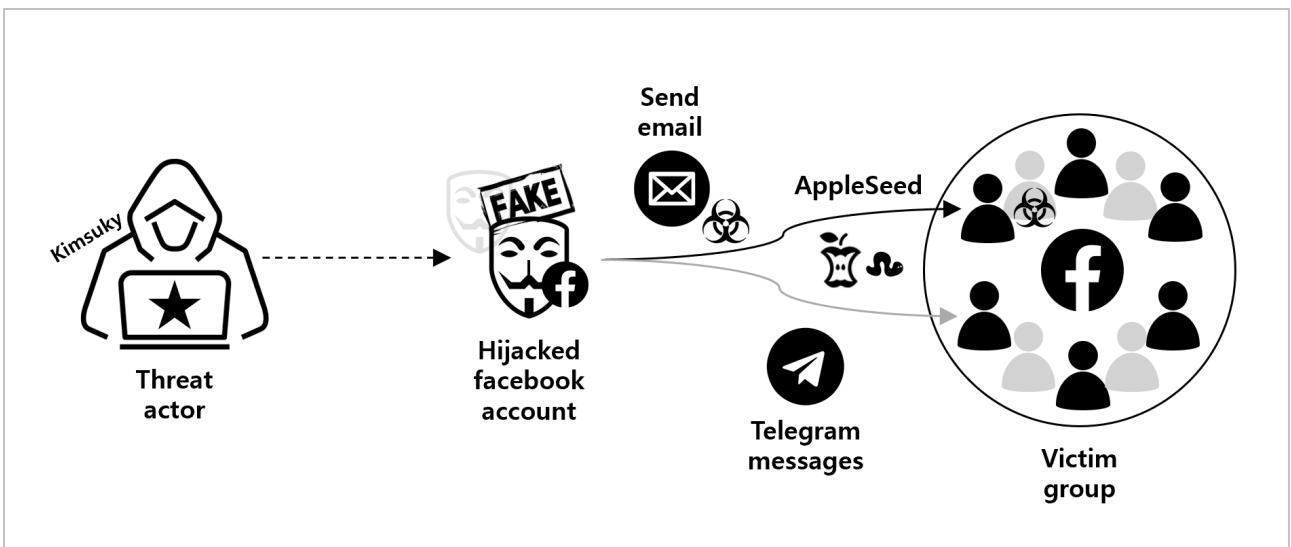 Kimsuky
Threat
actor
FAKE
Hijacked
facebook
account
Send
email
AppleSeed
Telegram
messages
Victim
group